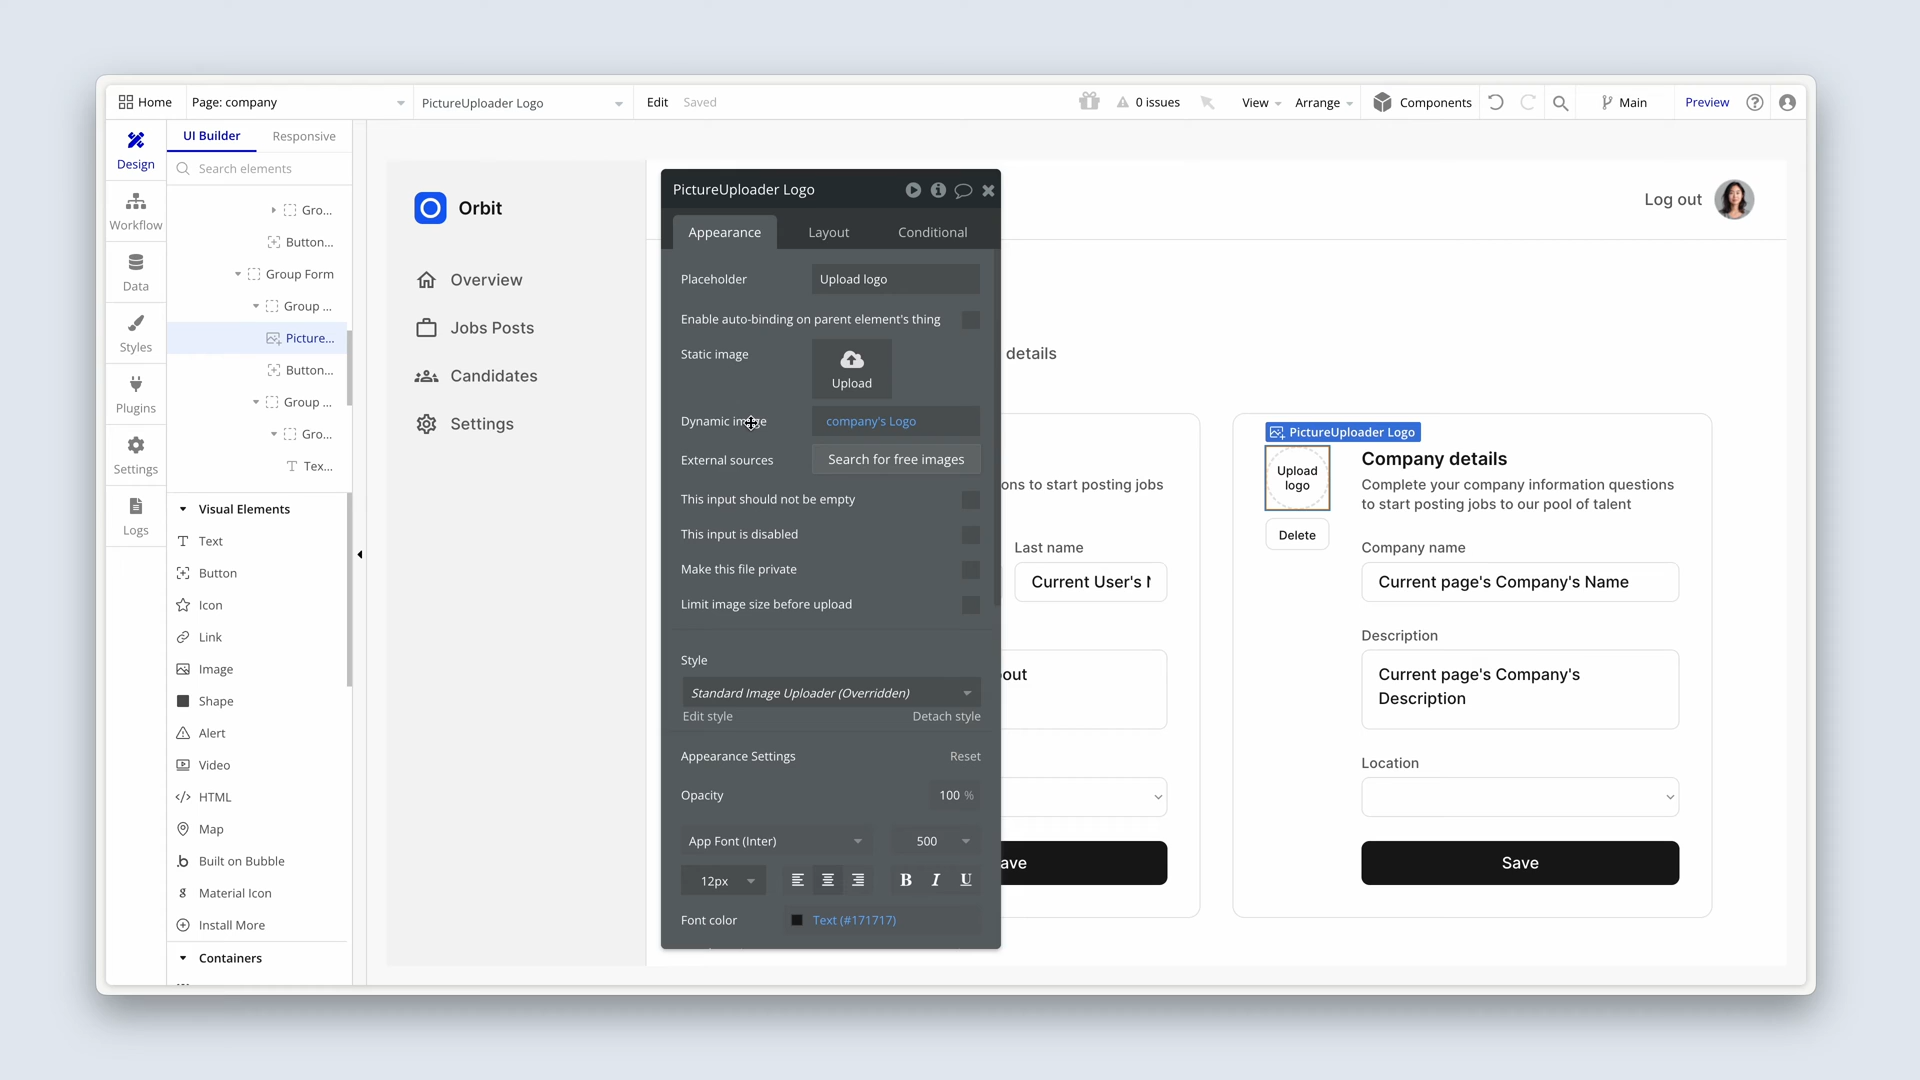 Home
Page: company
PictureUploader Logo
Edit
Saved
0 issues
View
Arrange
Components
Main
Preview
Design
Workflow
Data
Styles
Plugins
Settings
Logs
UI Builder
Responsive
Search elements
Gro...
Button...
Group Form
Group ...
Picture...
Button...
Group ...
Gro...
Tex...
Visual Elements
Text
Button
Icon
Link
Image
Shape
Alert
Video
HTML
Map
Built on Bubble
Material Icon
Install More
Containers
Orbit
Overview
Jobs Posts
Candidates
Settings
PictureUploader Logo
Appearance
Layout
Conditional
Placeholder
Upload logo
Enable auto-binding on parent element's thing
Static image
Upload
Dynamic image
company's Logo
External sources
Search for free images
This input should not be empty
This input is disabled
Make this file private
Limit image size before upload
Style
Standard Image Uploader (Overridden)
Edit style
Detach style
Appearance Settings
Reset
Opacity
100 %
App Font (Inter)
500
12px
B I U
Font color
Text (#171717)
Log out
details
ons to start posting jobs
Last name
Current User's N
out
ave
PictureUploader Logo
Upload
logo
Delete
Company details
Complete your company information questions
to start posting jobs to our pool of talent
Company name
Current page's Company's Name
Description
Current page's Company's
Description
Location
Save